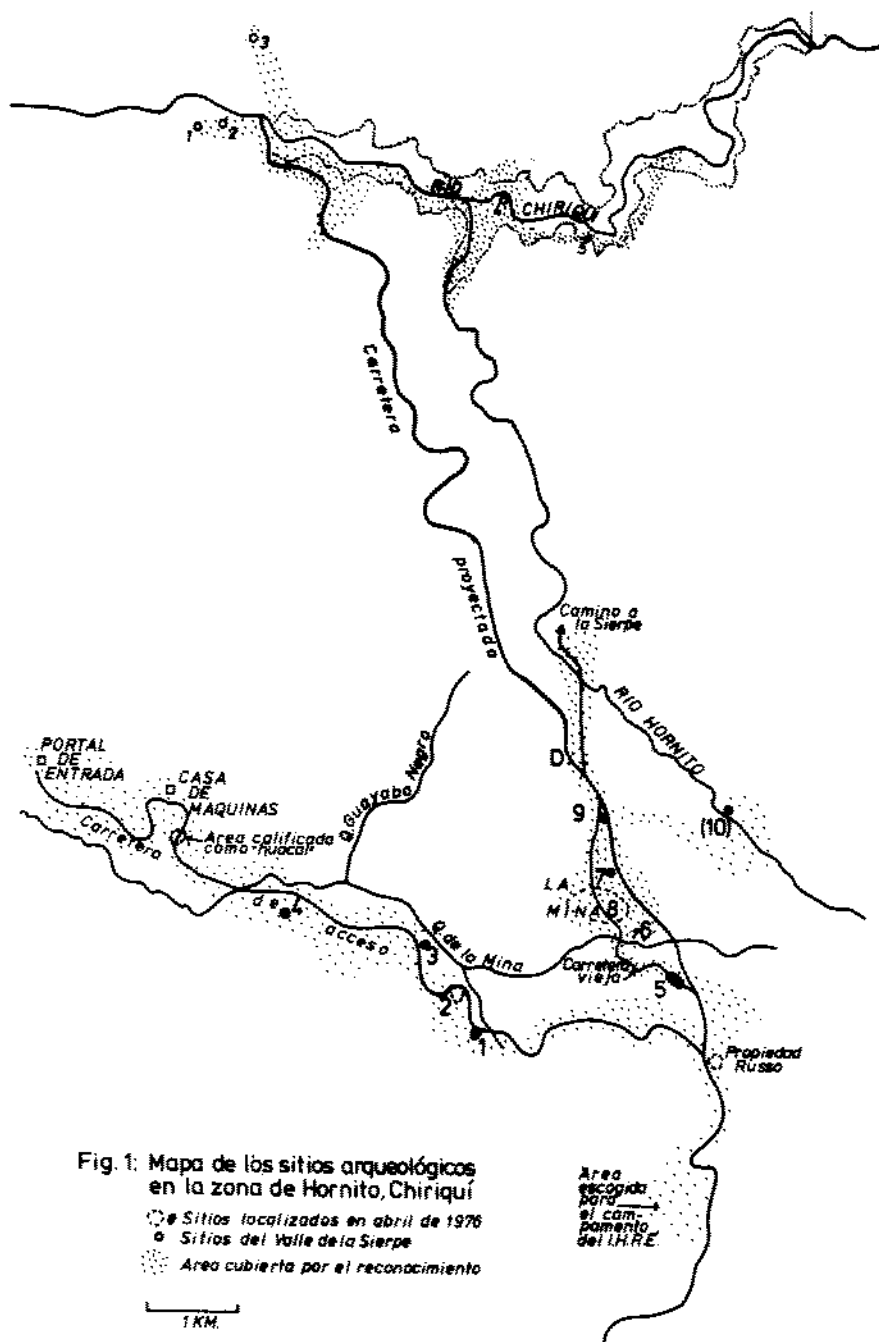 3
1
2
RIO
CHIRIQUI
5
Carretera
proyectada
Camino a
la Sierpe
RIO HORNITO
D
9
(10)
7
LA
MINA
8
6
PORTAL
DE
ENTRADA
CASA
DE
MAQUINAS
Carretera
Area calificada
como "huacal"
Q. Guayabo Negro
de
4
acceso
3
Q. de la Mina
Carretera
vieja
5
2
1
Propiedad
Russo
Area
escogida
para
el cam-
pamento
del I.H.R.E.
Fig. 1: Mapa de los sitios arqueológicos
en la zona de Hornito, Chiriquí
Sitios localizados en abril de 1976
Sitios del Valle de la Sierpe
Area cubierta por el reconocimiento
1 KM.